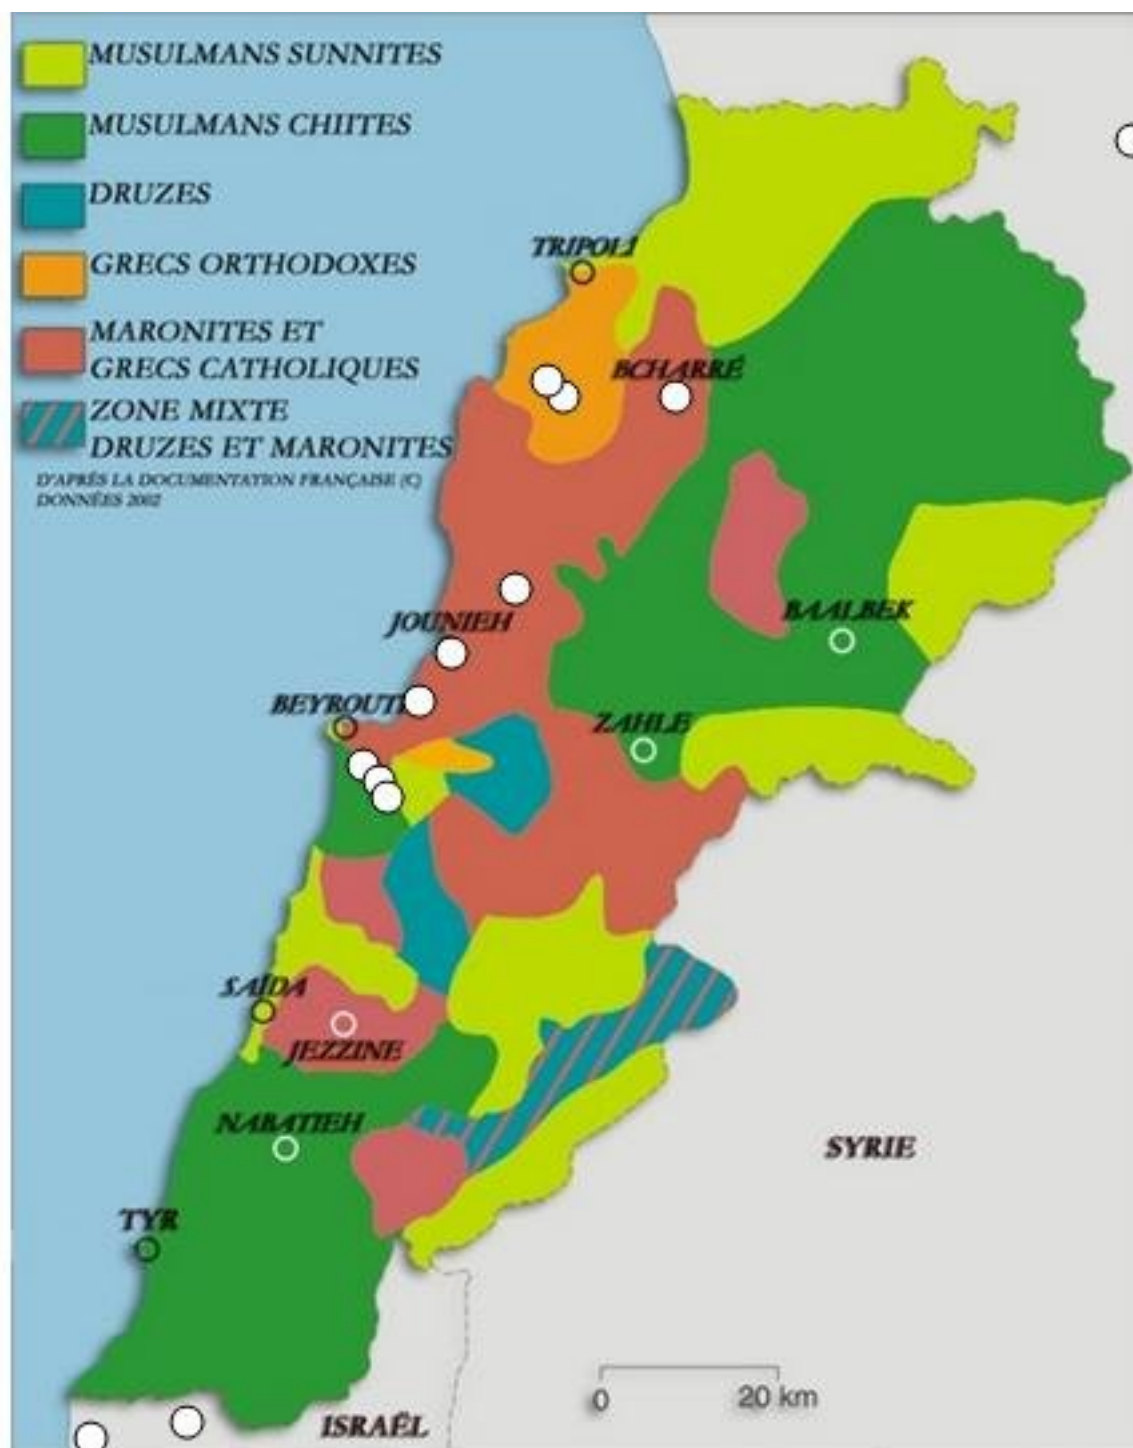 MUSULMANS SUNNITES
MUSULMANS CHIITES
DRUZES
GRECS ORTHODOXES
MARONITES ET
GRECS CATHOLIQUES
ZONE MIXTE
DRUZES ET MARONITES
D'APRÈS LA DOCUMENTATION FRANÇAISE (C)
DONNÉES 2002
TRIPOLI
BCHARRÉ
BAALBEK
JOUNIEH
BEYROUT
ZAHLE
SAÏDA
JEZZINE
NABATIEH
SYRIE
TYR
0 20 km
ISRAËL